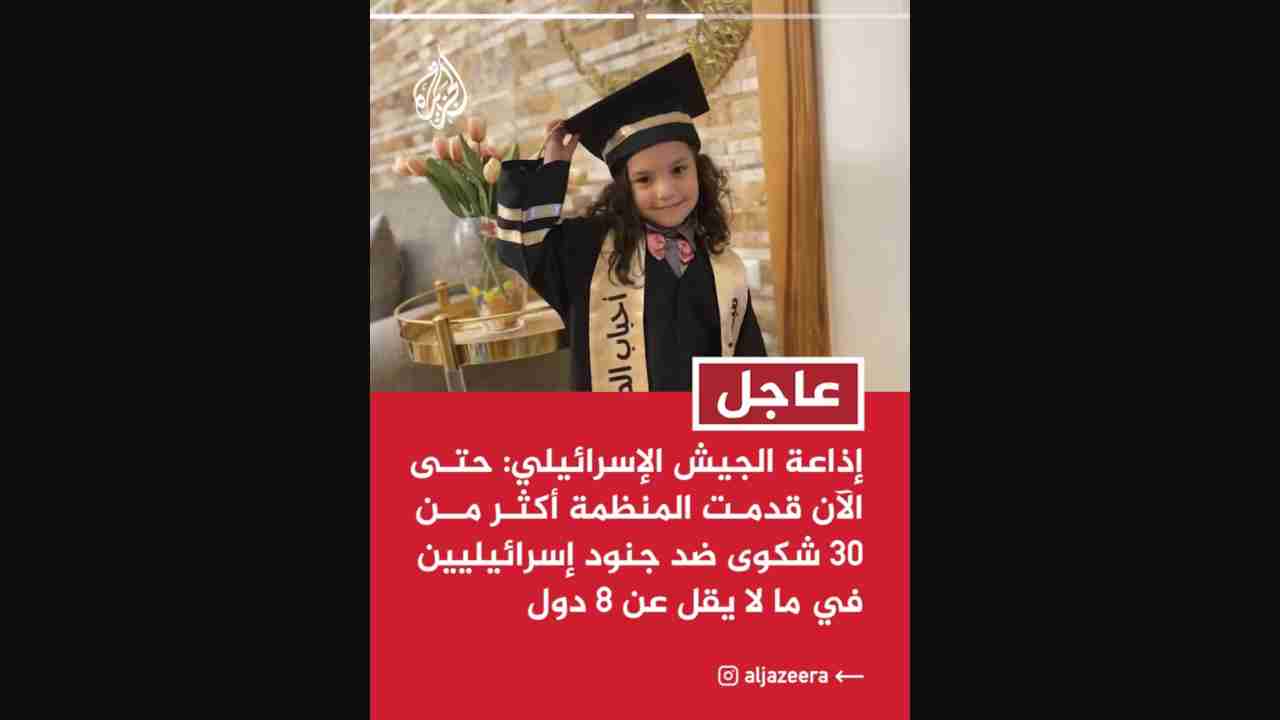 الجزيرة
أحباب
عاجل
إذاعة الجيش الإسرائيلي: حتى
الآن قدمت المنظمة أكثر من
30 شكوى ضد جنود إسرائيليين
في ما لا يقل عن 8 دول
aljazeera